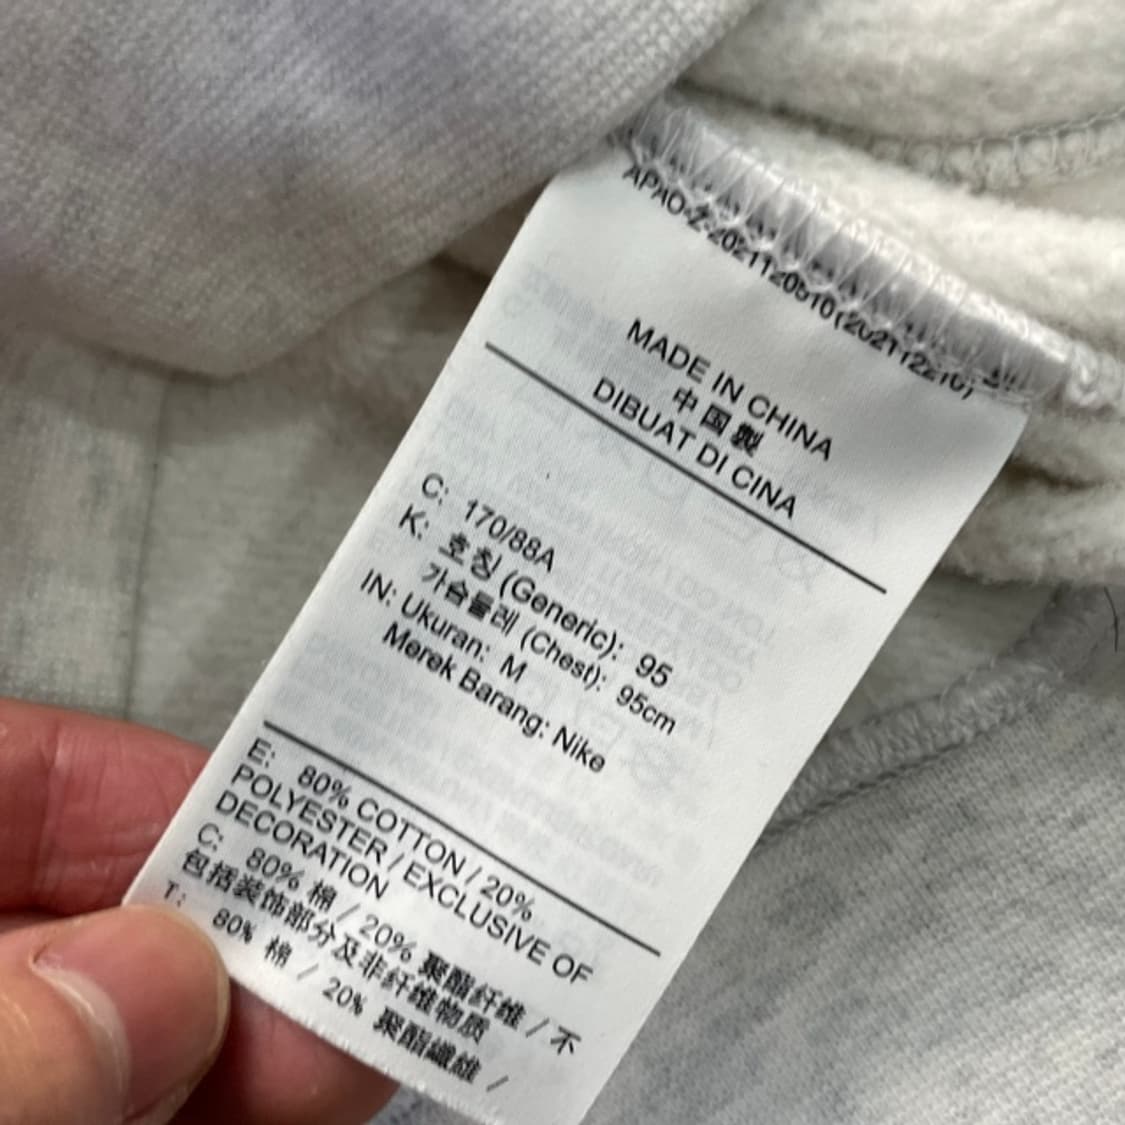 APAO-Z-2021120510(20211221
MADE IN CHINA
中国製
DIBUAT DI CINA
C: 170/88A
K: 호칭 (Generic): 95
가슴둘레 (Chest): 95cm
IN: Ukuran: M
Merek Barang: Nike
E: 80% COTTON / 20%
POLYESTER / EXCLUSIVE OF
DECORATION
C: 80% 棉 / 20% 聚酯纤维 / 不
包括装饰部分及非纤维物质
T: 80% 棉 / 20% 聚酯纖維 /